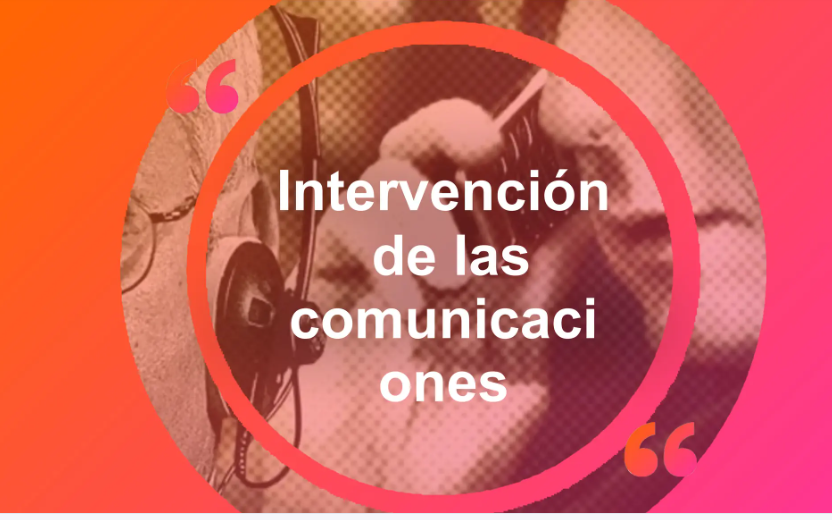 Intervención
de las
comunicaci
ones